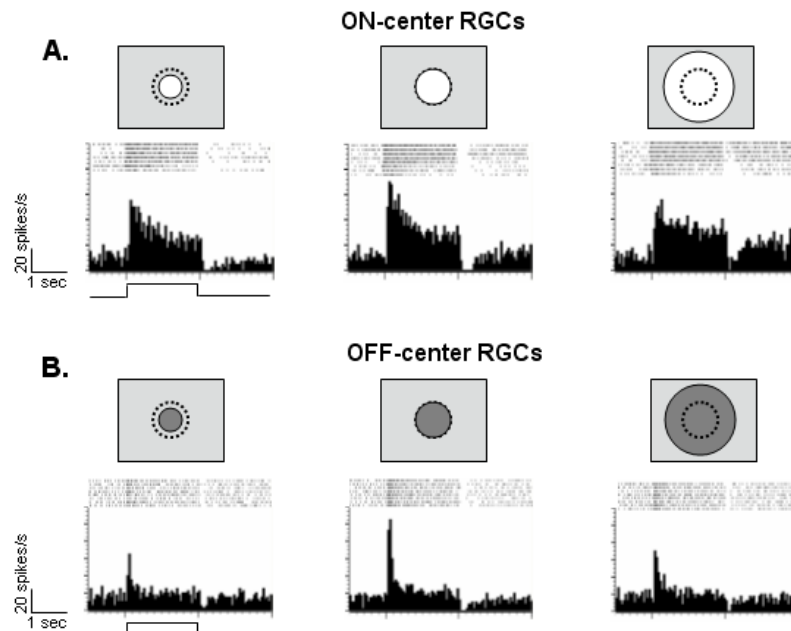 ON-center RGCs
A.
20 spikes/s
1 sec
OFF-center RGCs
B.
20 spikes/s
1 sec